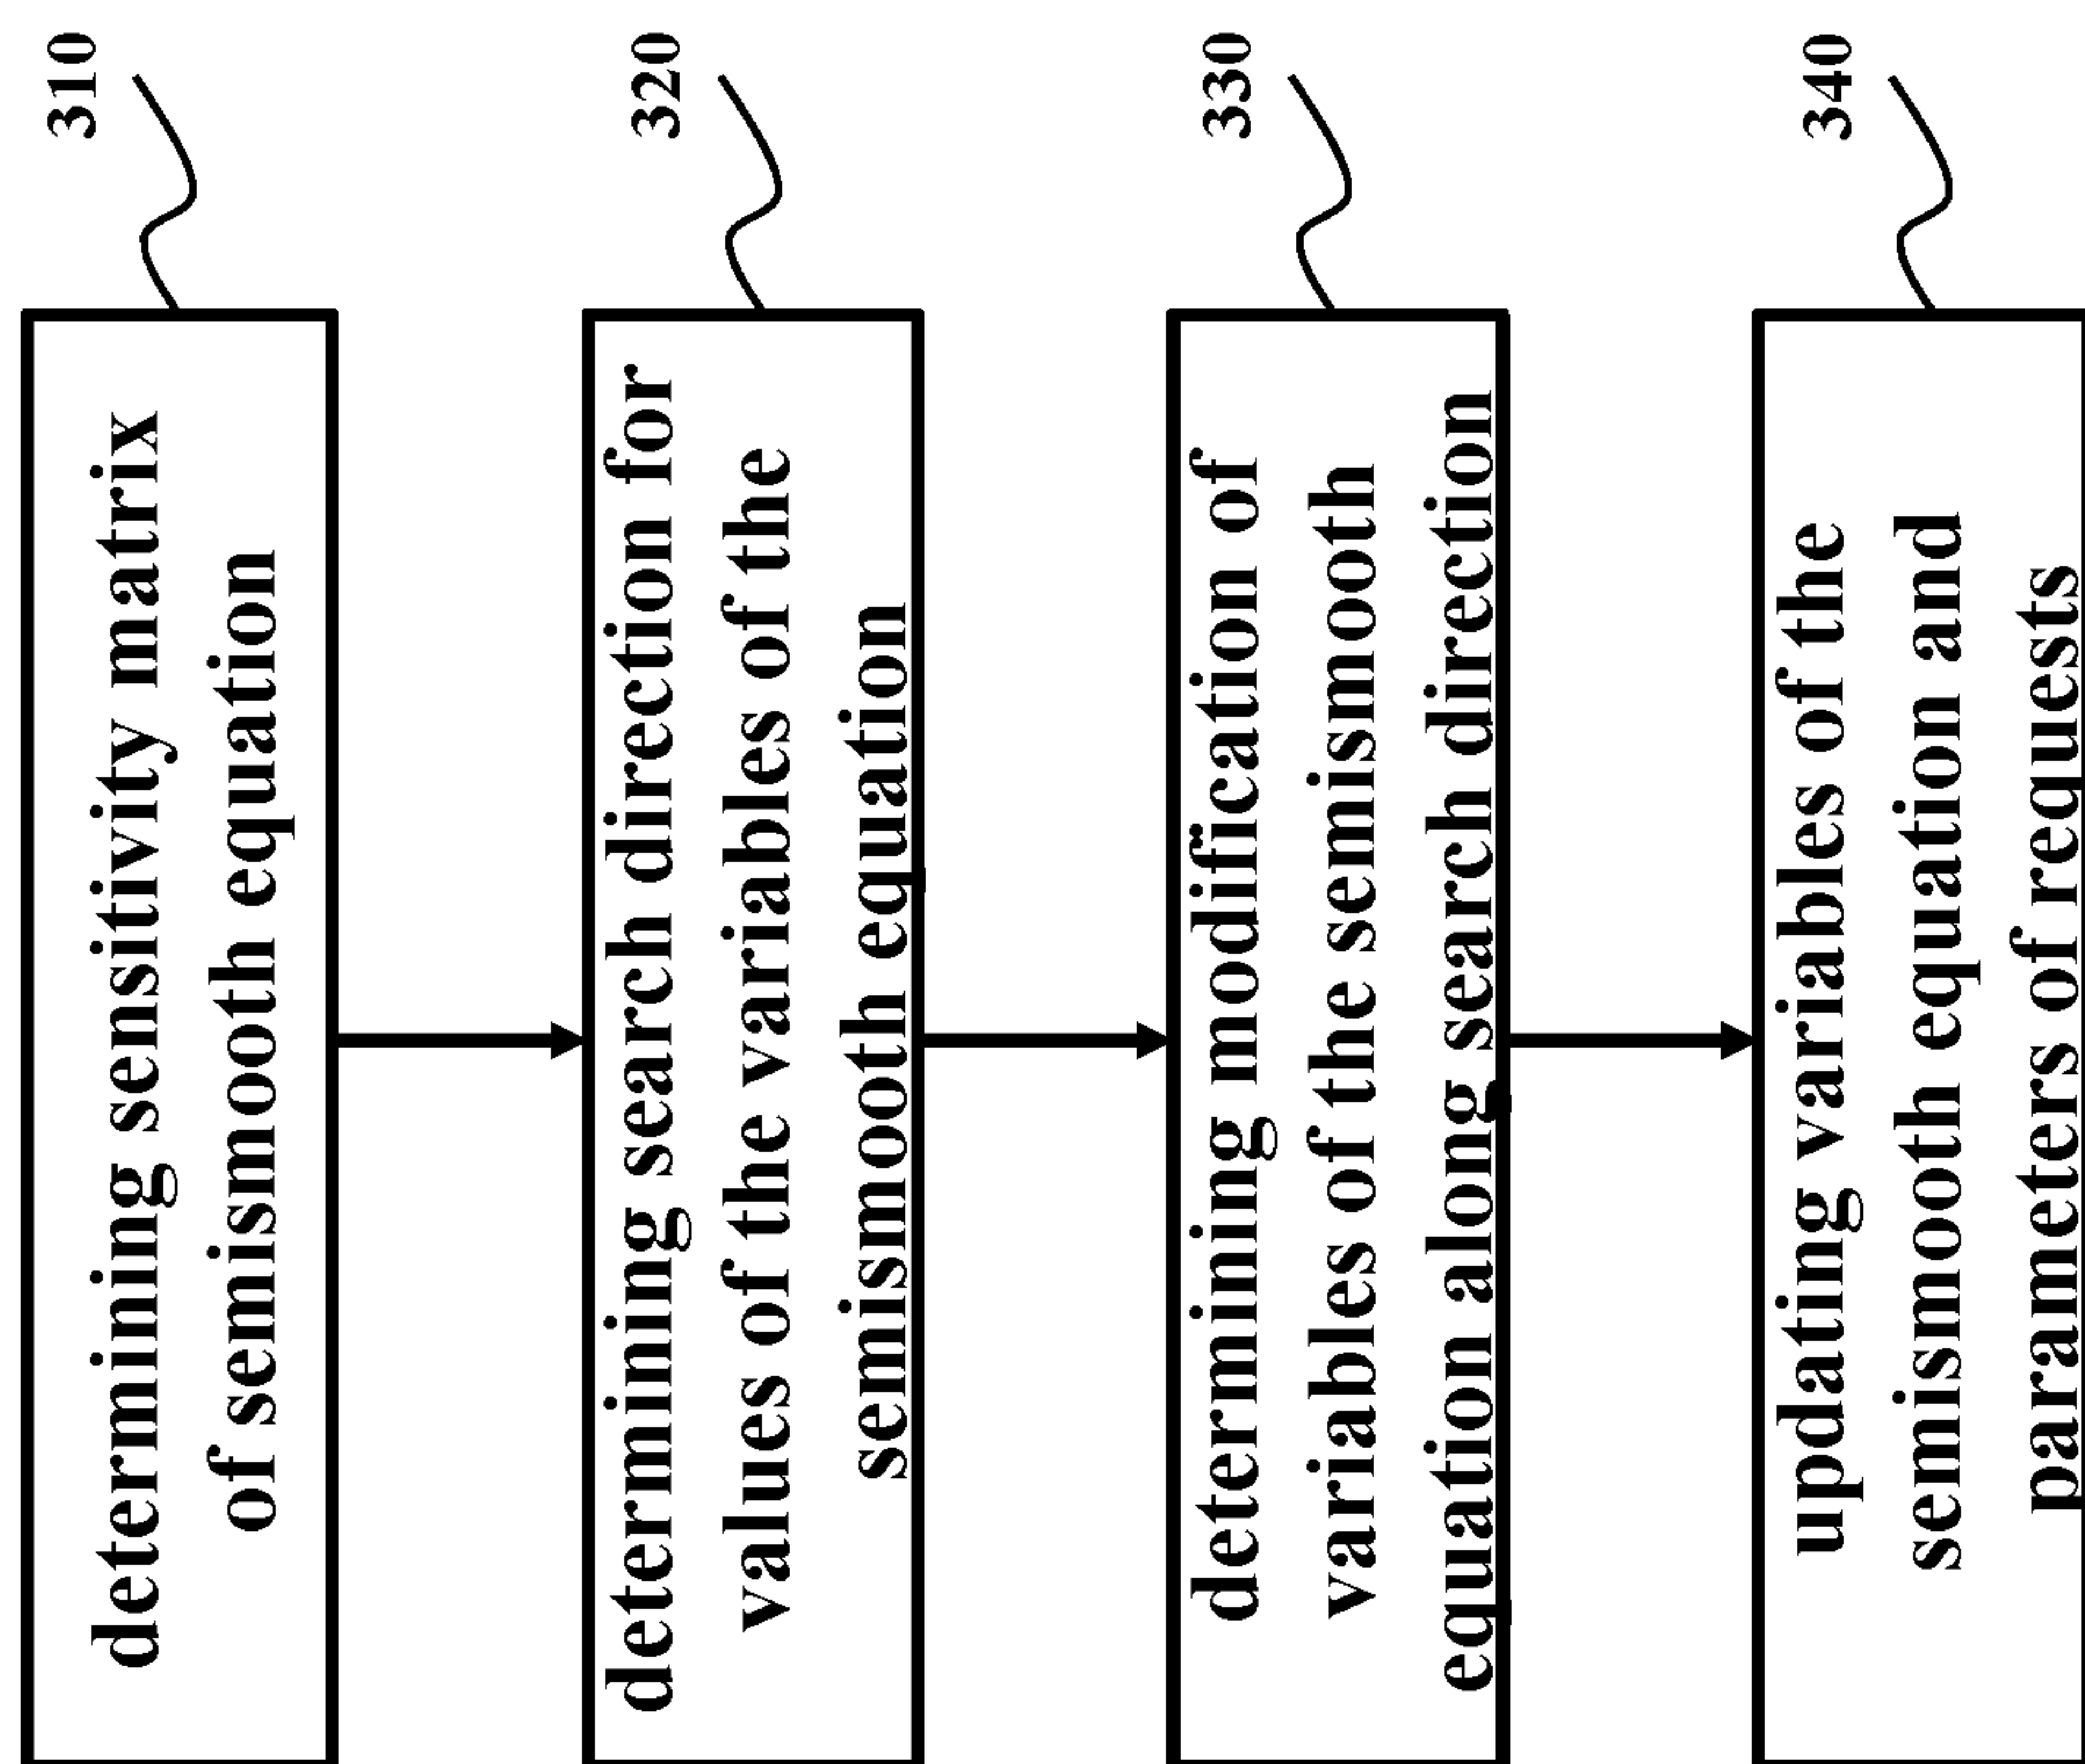 310
determining sensitivity matrix
of semismooth equation
320
determining search direction for
values of the variables of the
semismooth equation
330
determining modification of
variables of the semismooth
equation along search direction
340
updating variables of the
semismooth equation and
parameters of requests